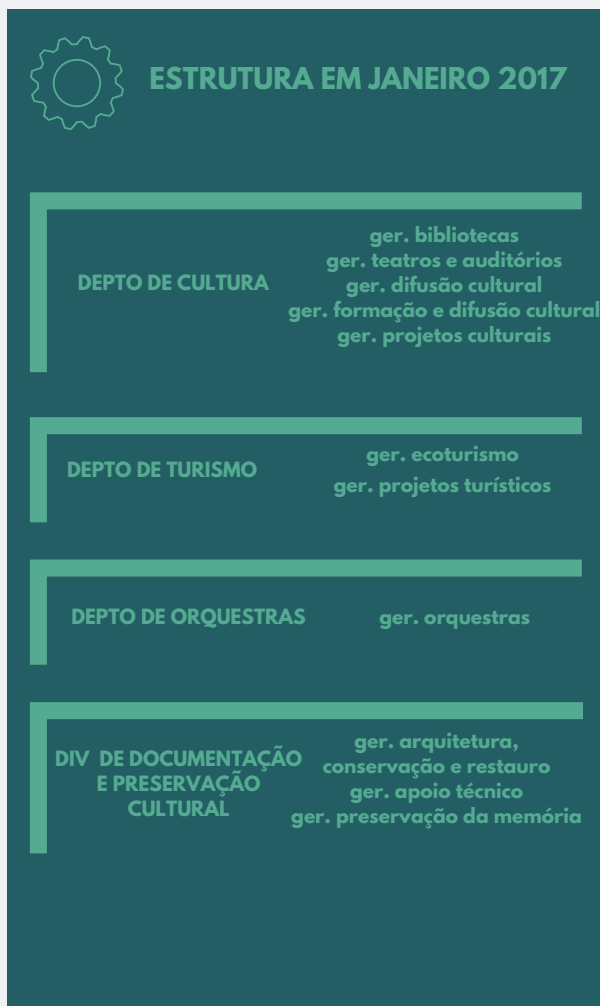 ESTRUTURA EM JANEIRO 2017
DEPTO DE CULTURA
ger. bibliotecas
ger. teatros e auditórios
ger. difusão cultural
ger. formação e difusão cultural
ger. projetos culturais
DEPTO DE TURISMO
ger. ecoturismo
ger. projetos turísticos
DEPTO DE ORQUESTRAS
ger. orquestras
DIV DE DOCUMENTAÇÃO
E PRESERVAÇÃO
CULTURAL
ger. arquitetura,
conservação e restauro
ger. apoio técnico
ger. preservação da memória